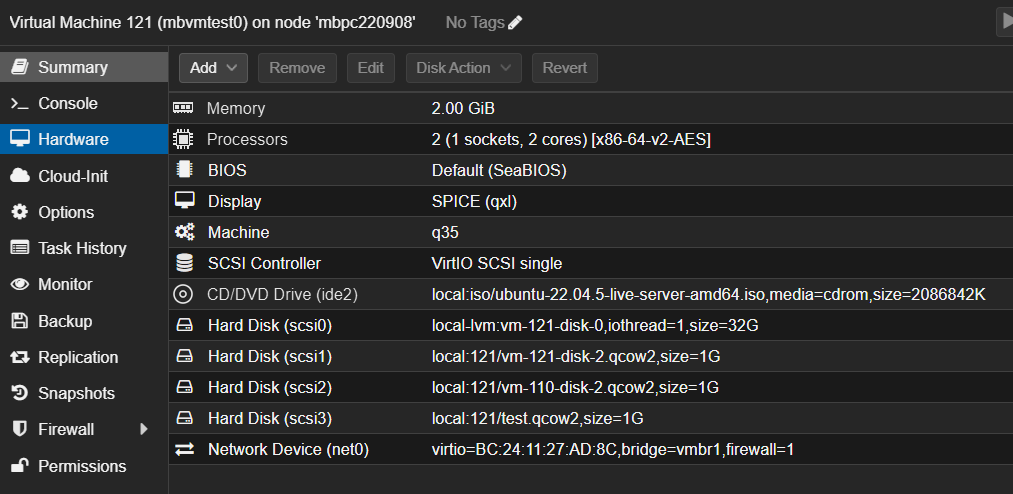 Virtual Machine 121 (mbvmtest0) on node 'mbpc220908' No Tags
Summary
Console
Hardware
Cloud-Init
Options
Task History
Monitor
Backup
Replication
Snapshots
Firewall
Permissions
Add Remove Edit Disk Action Revert
Memory 2.00 GiB
Processors 2 (1 sockets, 2 cores) [x86-64-v2-AES]
BIOS Default (SeaBIOS)
Display SPICE (qxl)
Machine q35
SCSI Controller VirtIO SCSI single
CD/DVD Drive (ide2) local:iso/ubuntu-22.04.5-live-server-amd64.iso,media=cdrom,size=2086842K
Hard Disk (scsi0) local-lvm:vm-121-disk-0,iothread=1,size=32G
Hard Disk (scsi1) local:121/vm-121-disk-2.qcow2,size=1G
Hard Disk (scsi2) local:121/vm-110-disk-2.qcow2,size=1G
Hard Disk (scsi3) local:121/test.qcow2,size=1G
Network Device (net0) virtio=BC:24:11:27:AD:8C,bridge=vmbr1,firewall=1